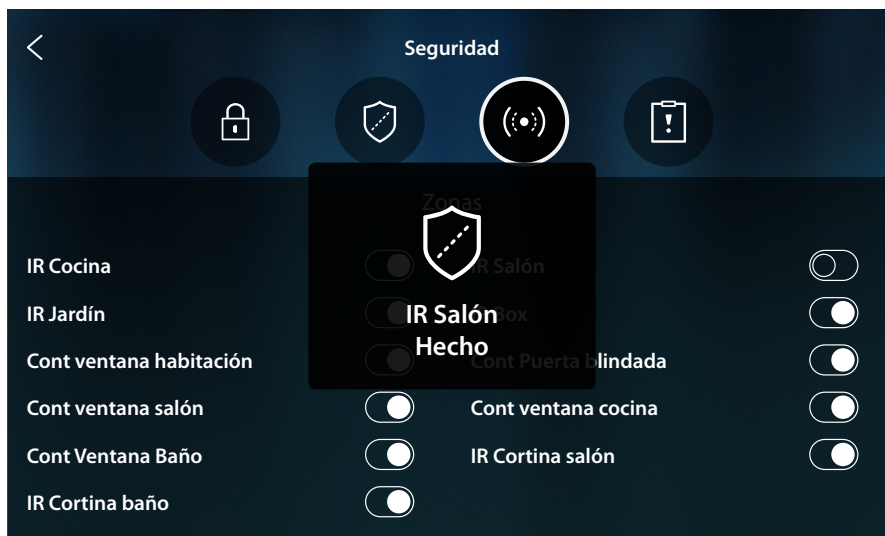 Seguridad
Zonas
IR Cocina
IR Salón
IR Jardín
Box
IR Salón
Hecho
Cont ventana habitación
Cont Puerta blindada
Cont ventana salón
Cont ventana cocina
Cont Ventana Baño
IR Cortina salón
IR Cortina baño